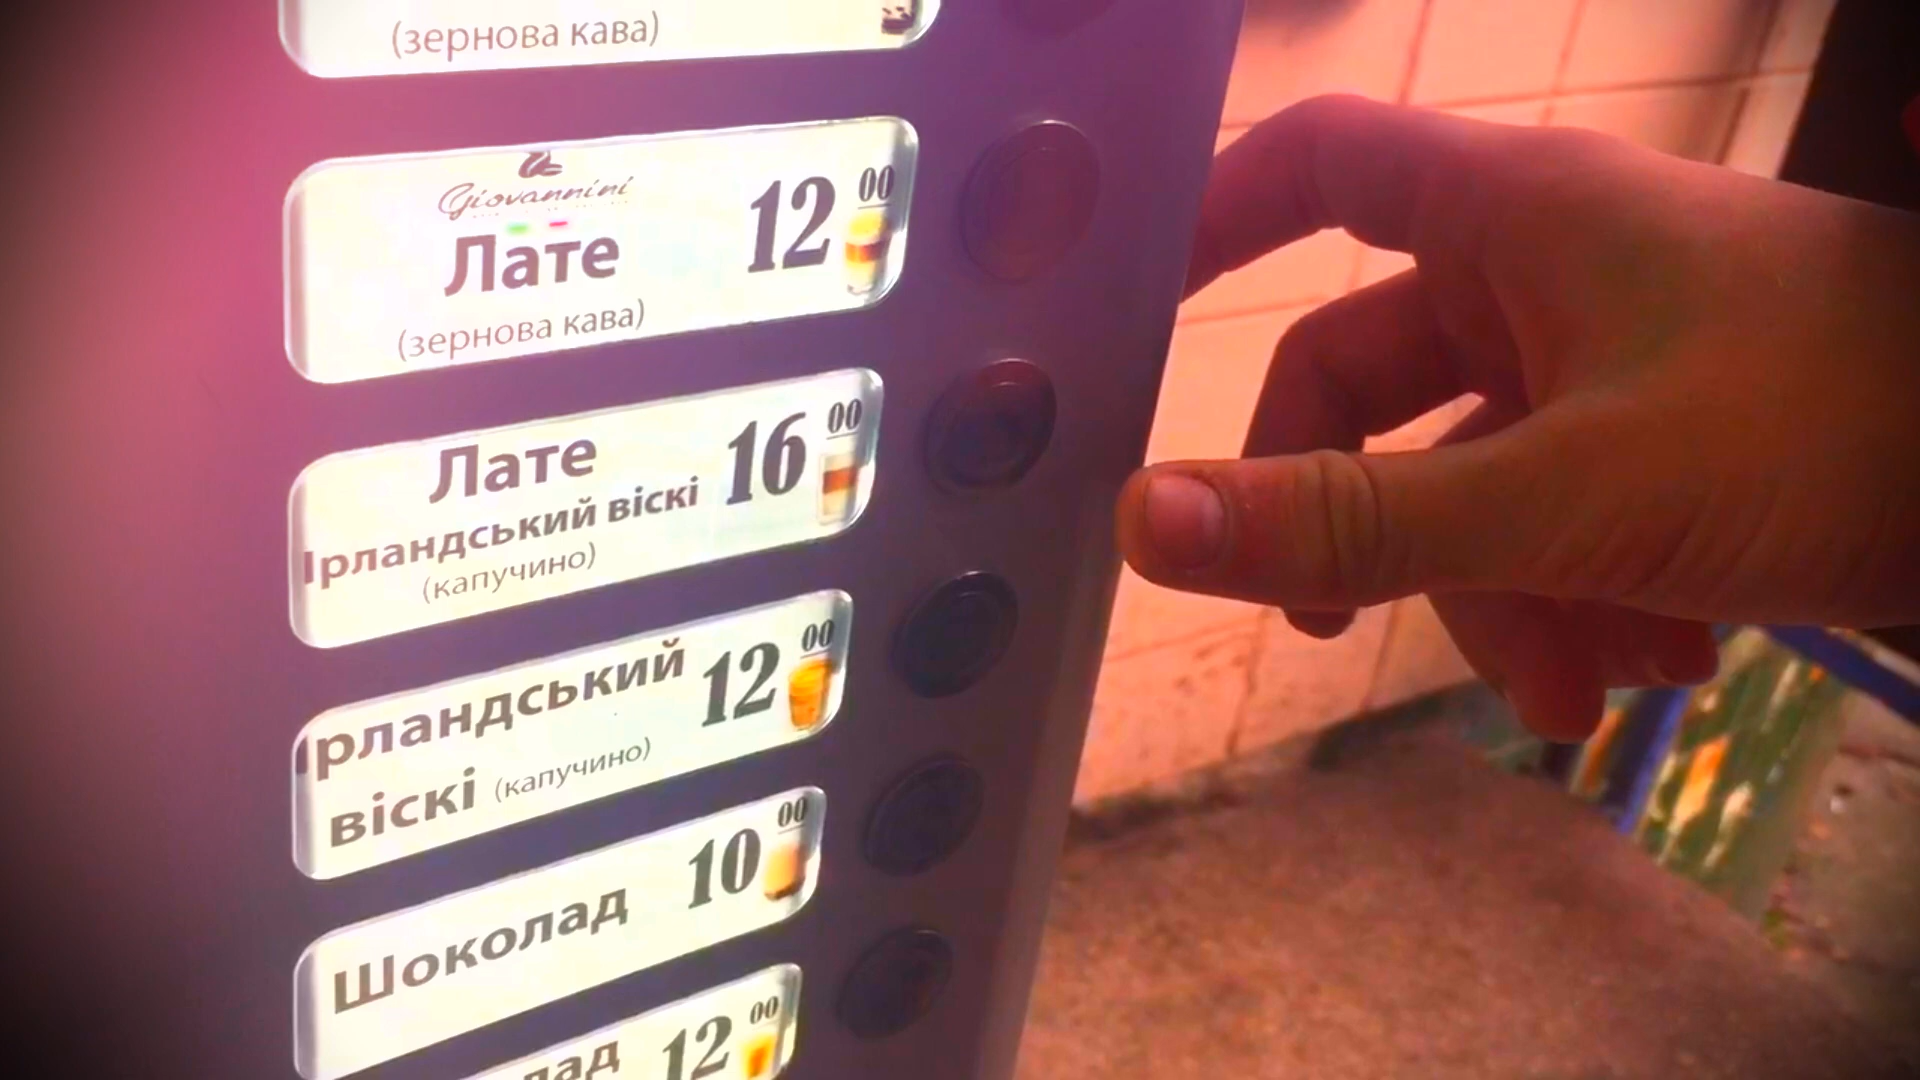 (зернова кава)
Giovannini
Лате 12 00
(зернова кава)
Лате 16 00
Ірландський віскі
(капучино)
Ірландський 12 00
віскі (капучино)
Шоколад 10 00
лад 12 00